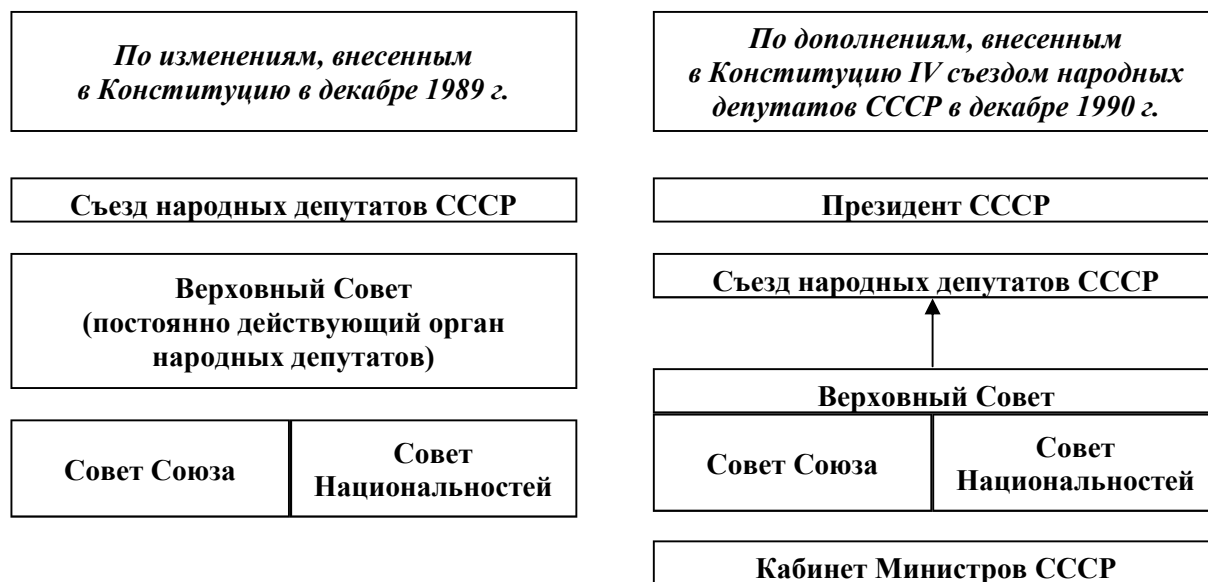 По изменениям, внесенным
в Конституцию в декабре 1989 г.
Съезд народных депутатов СССР
Верховный Совет
(постоянно действующий орган
народных депутатов)
Совет Союза
Совет
Национальностей
По дополнениям, внесенным
в Конституцию IV съездом народных
депутатов СССР в декабре 1990 г.
Президент СССР
Съезд народных депутатов СССР
Верховный Совет
Совет Союза
Совет
Национальностей
Кабинет Министров СССР